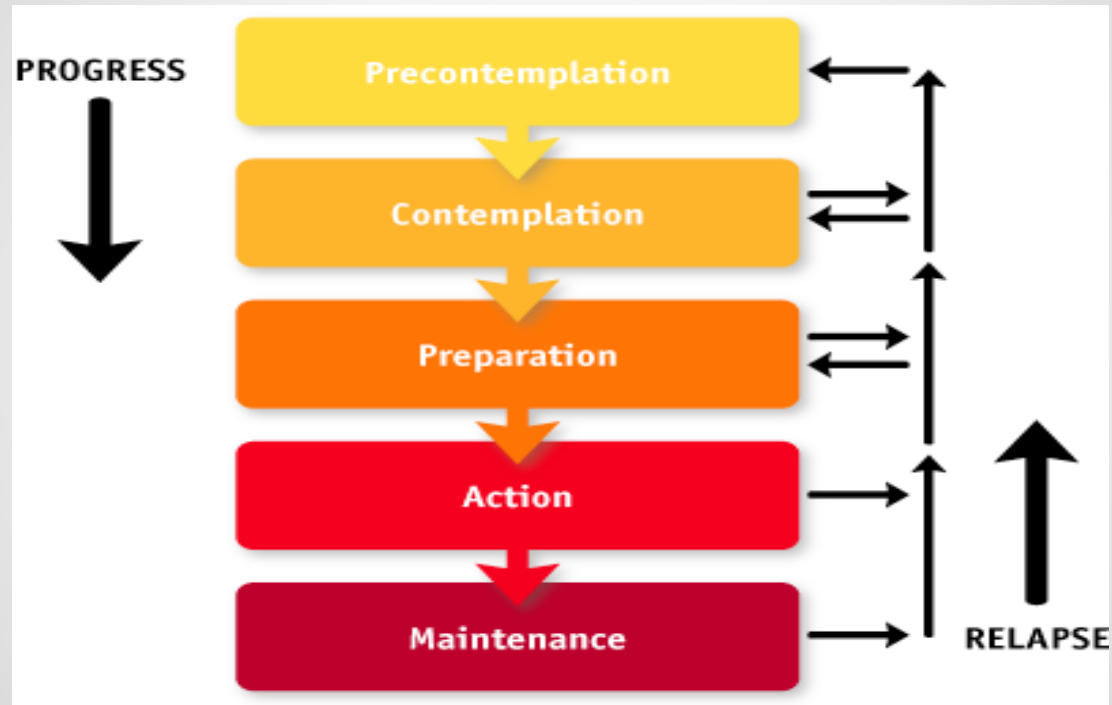 PROGRESS
Precontemplation
Contemplation
Preparation
Action
Maintenance
RELAPSE